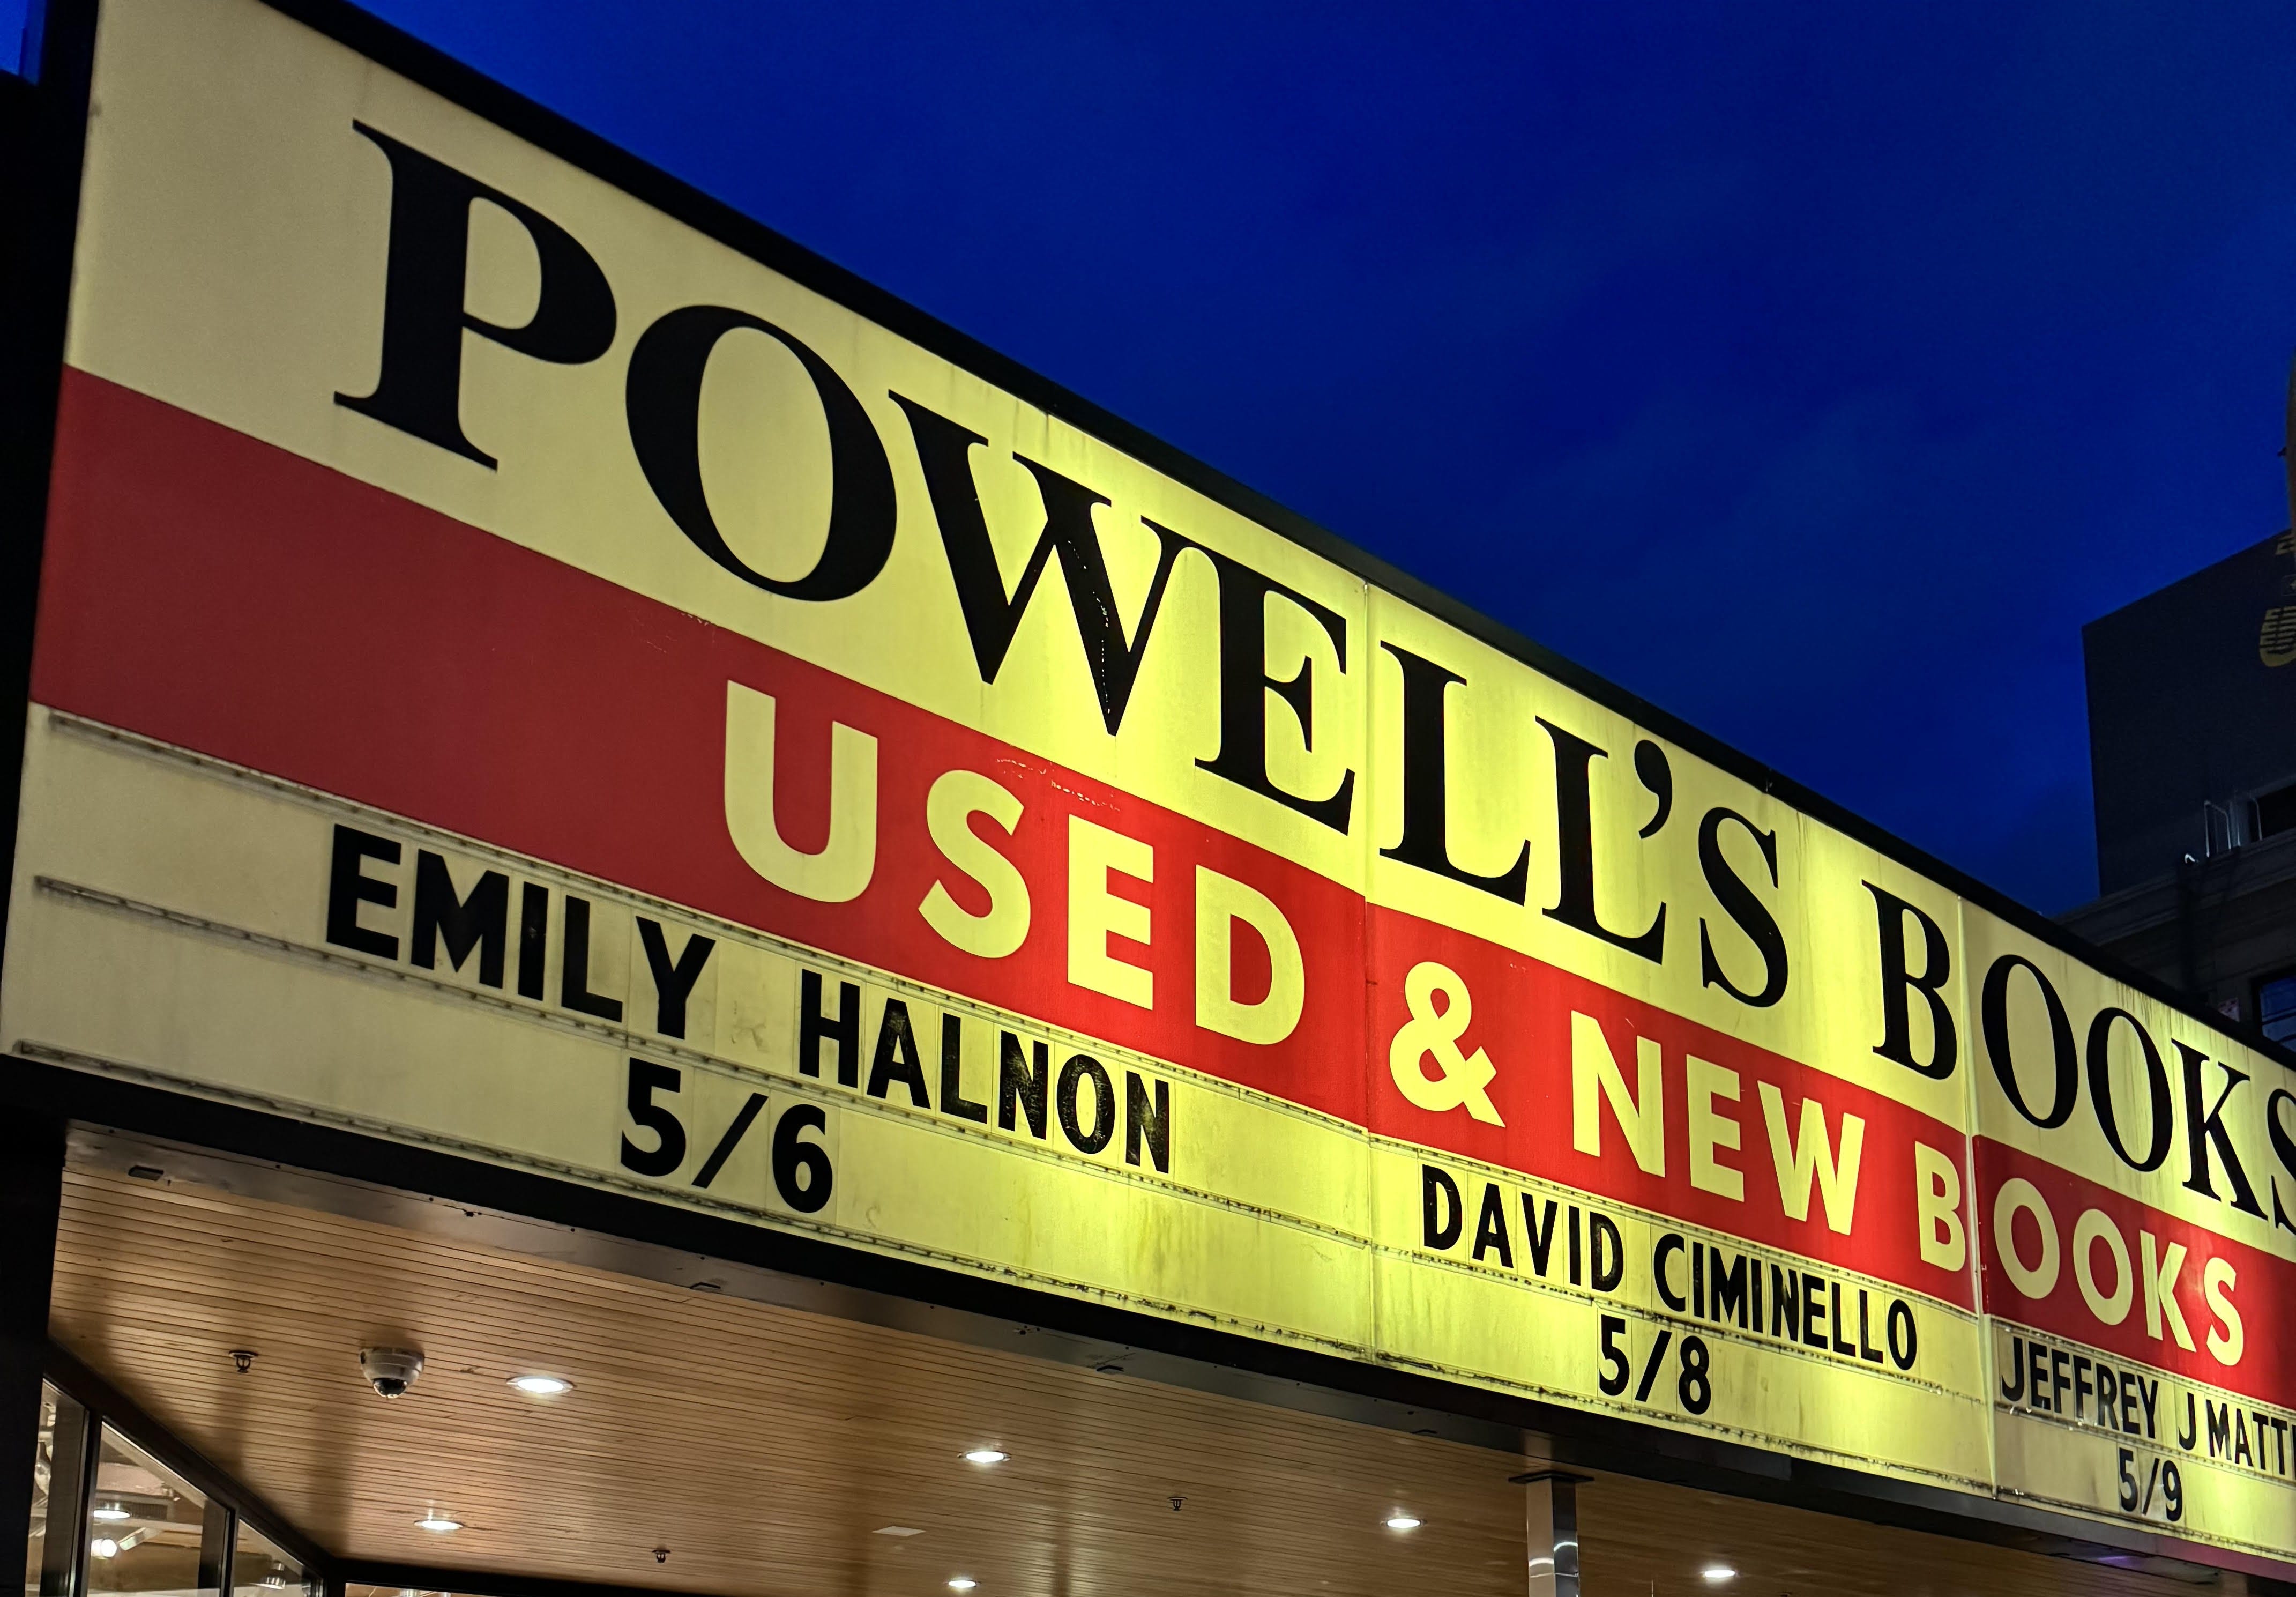 POWELL'S BOOKS
USED & NEW BOOKS
EMILY HALNON
5/6
DAVID CIMINELLO
5/8
JEFFREY J
5/9